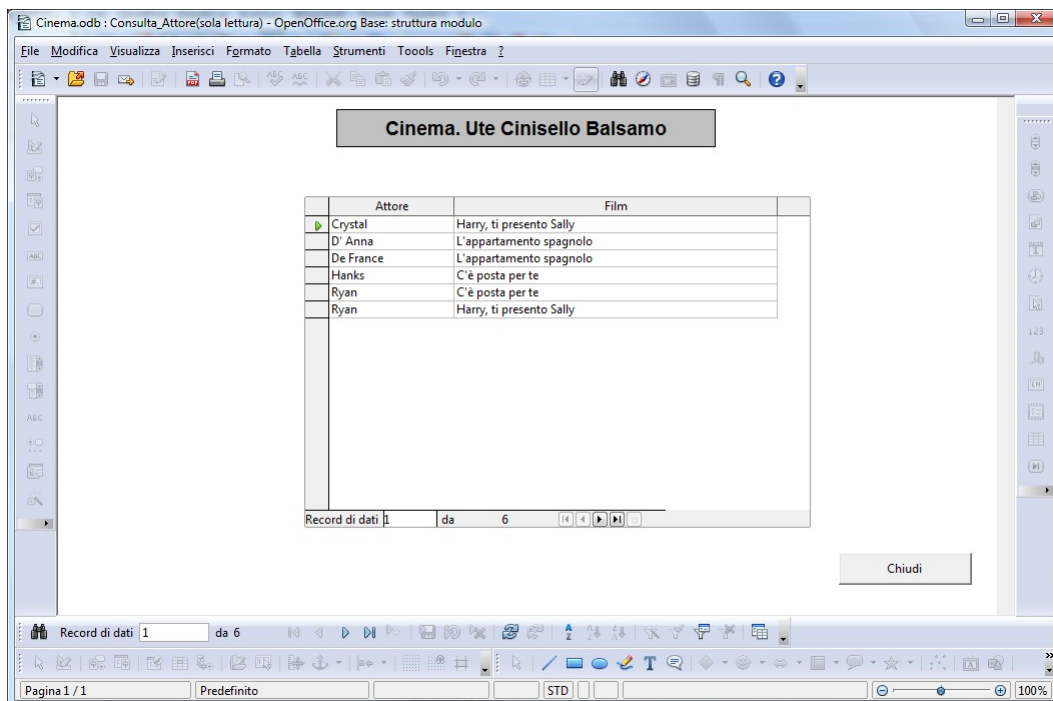 Cinema.odb : Consulta_Attore(sola lettura) - OpenOffice.org Base: struttura modulo
File Modifica Visualizza Inserisci Formato Tabella Strumenti Toools Finestra ?
Cinema. Ute Cinisello Balsamo
Attore Film
Crystal Harry, ti presento Sally
D' Anna L'appartamento spagnolo
De France L'appartamento spagnolo
Hanks C'è posta per te
Ryan C'è posta per te
Ryan Harry, ti presento Sally
Record di dati 1 da 6
Chiudi
Record di dati 1 da 6
Pagina 1 / 1 Predefinito STD 100%